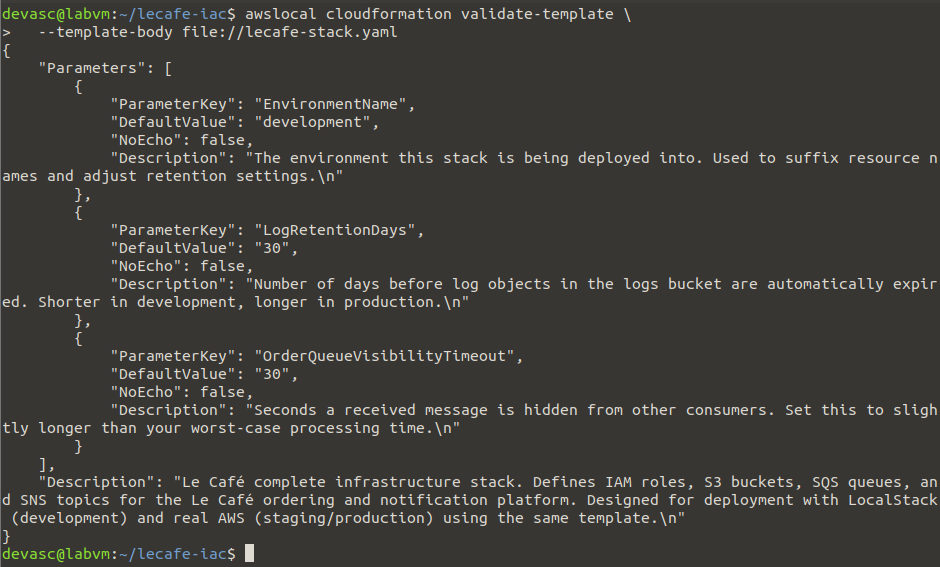 devasc@labvm:~/lecafe-iac$ awslocal cloudformation validate-template \
>   --template-body file://lecafe-stack.yaml
{
    "Parameters": [
        {
            "ParameterKey": "EnvironmentName",
            "DefaultValue": "development",
            "NoEcho": false,
            "Description": "The environment this stack is being deployed into. Used to suffix resource n
ames and adjust retention settings.\n"
        },
        {
            "ParameterKey": "LogRetentionDays",
            "DefaultValue": "30",
            "NoEcho": false,
            "Description": "Number of days before log objects in the logs bucket are automatically expir
ed. Shorter in development, longer in production.\n"
        },
        {
            "ParameterKey": "OrderQueueVisibilityTimeout",
            "DefaultValue": "30",
            "NoEcho": false,
            "Description": "Seconds a received message is hidden from other consumers. Set this to sligh
tly longer than your worst-case processing time.\n"
        }
    ],
    "Description": "Le Café complete infrastructure stack. Defines IAM roles, S3 buckets, SQS queues, an
d SNS topics for the Le Café ordering and notification platform. Designed for deployment with LocalStack
 (development) and real AWS (staging/production) using the same template.\n"
}
devasc@labvm:~/lecafe-iac$